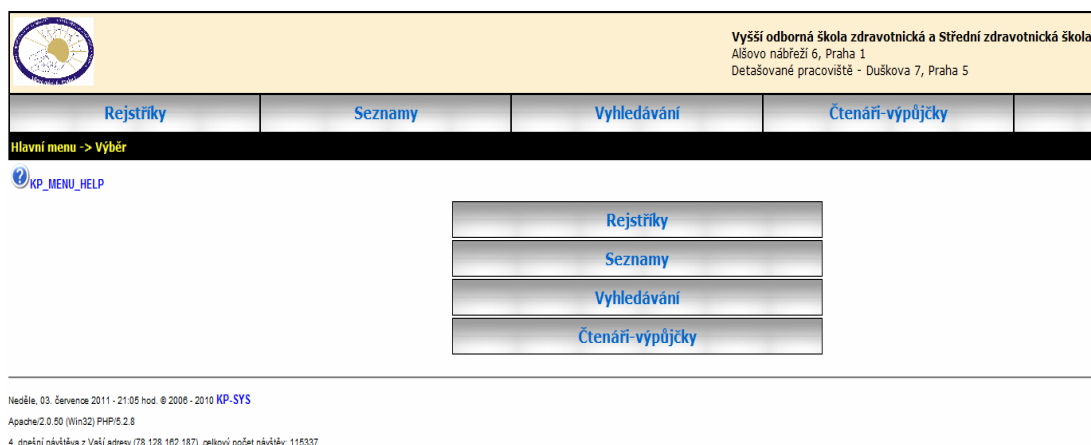 Vyšší odborná škola zdravotnická a Střední zdravotnická škola
Alšovo nábřeží 6, Praha 1
Detašované pracoviště - Duškova 7, Praha 5
Rejstříky Seznamy Vyhledávání Čtenáři-výpůjčky
Hlavní menu -> Výběr
KP_MENU_HELP
Rejstříky
Seznamy
Vyhledávání
Čtenáři-výpůjčky
Neděle, 03. července 2011 - 21:05 hod. © 2006 - 2010 KP-SYS
Apache/2.0.50 (Win32) PHP/5.2.8
4. dnešní návštěva z Vaší adresy (78.128.162.187), celkový počet návštěv: 115337